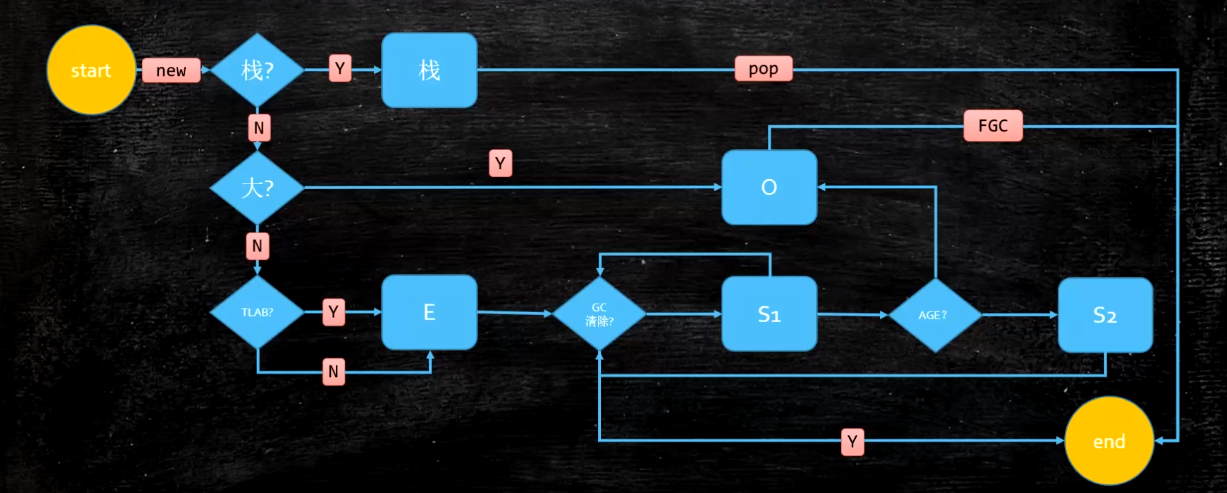 start
new
栈?
Y
栈
pop
N
FGC
大?
Y
O
N
TLAB?
Y
E
GC
清除?
S1
AGE?
S2
N
Y
end